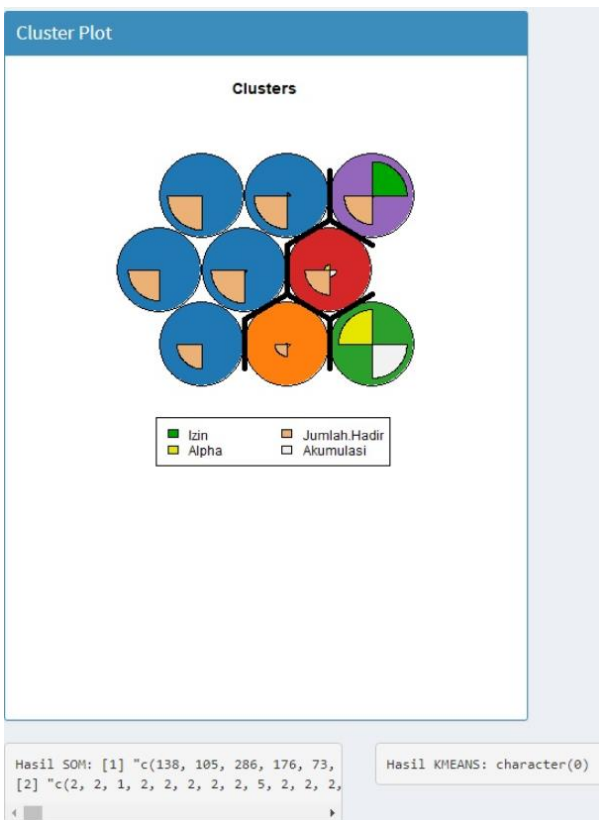 Cluster Plot
Clusters
Izin
Jumlah.Hadir
Alpha
Akumulasi
Hasil SOM: [1] "c(138, 105, 286, 176, 73,
[2] "c(2, 2, 1, 2, 2, 2, 2, 2, 5, 2, 2, 2,
Hasil KMEANS: character(0)